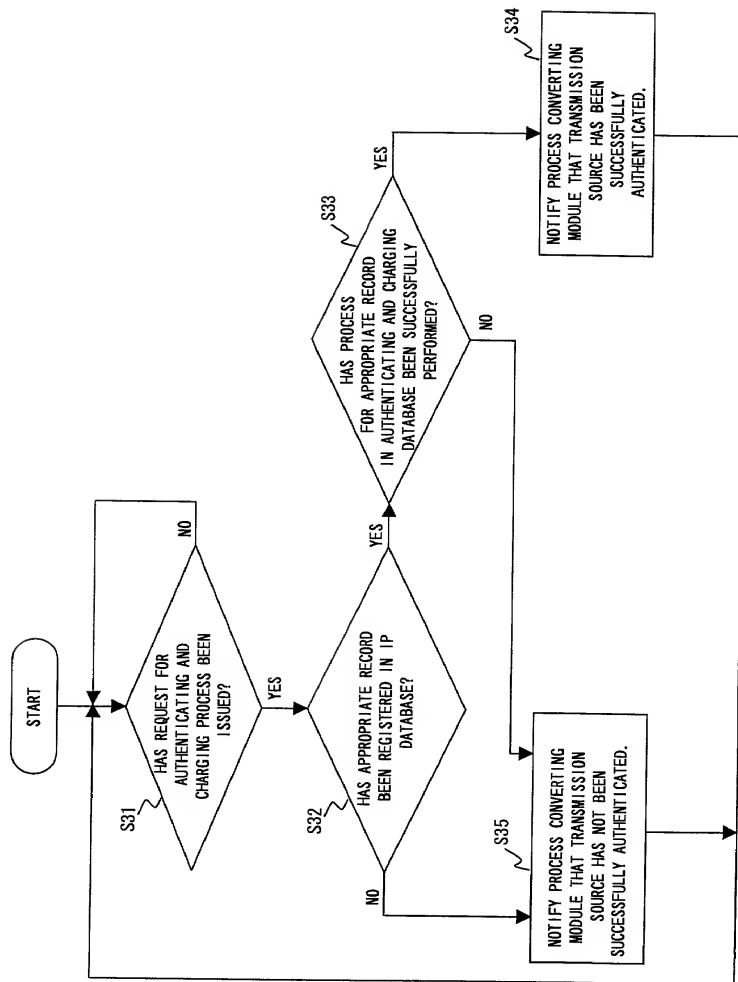 START
S31
HAS REQUEST FOR
AUTHENTICATING AND
CHARGING PROCESS BEEN
ISSUED?
NO
YES
S32
HAS APPROPRIATE RECORD
BEEN REGISTERED IN IP
DATABASE?
NO
YES
S33
HAS PROCESS
FOR APPROPRIATE RECORD
IN AUTHENTICATING AND CHARGING
DATABASE BEEN SUCCESSFULLY
PERFORMED?
YES
NO
S34
NOTIFY PROCESS CONVERTING
MODULE THAT TRANSMISSION
SOURCE HAS BEEN
SUCCESSFULLY
AUTHENTICATED.
S35
NOTIFY PROCESS CONVERTING
MODULE THAT TRANSMISSION
SOURCE HAS NOT BEEN
SUCCESSFULLY AUTHENTICATED.